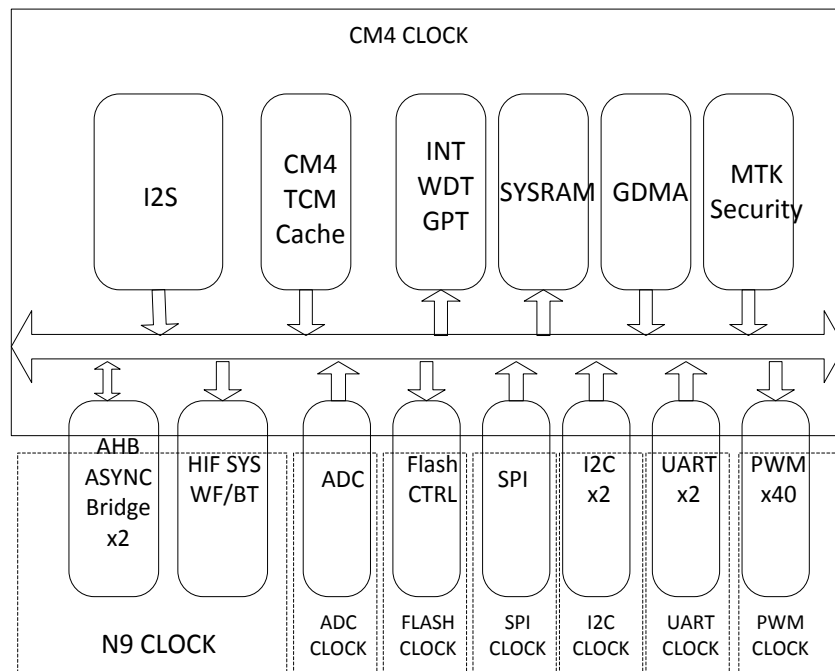 CM4 CLOCK
I2S
CM4
TCM
Cache
INT
WDT
GPT
SYSRAM
GDMA
MTK
Security
AHB
ASYNC
Bridge
x2
HIF SYS
WF/BT
ADC
Flash
CTRL
SPI
I2C
x2
UART
x2
PWM
x40
N9 CLOCK
ADC
CLOCK
FLASH
CLOCK
SPI
CLOCK
I2C
CLOCK
UART
CLOCK
PWM
CLOCK